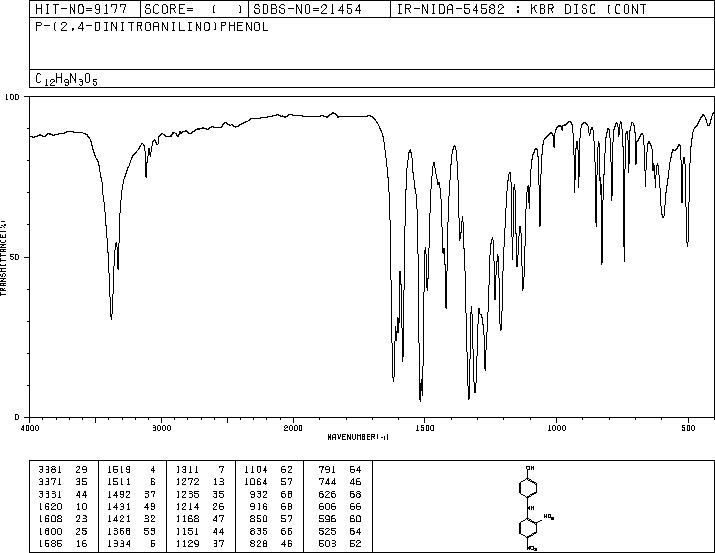 HIT-NO=9177 SCORE= ( ) SDBS-NO=21454 IR-NIDA-54582 : KBR DISC (CONT
P-(2,4-DINITROANILINO)PHENOL
C12H9N3O5
100
50
0
TRANSMITTANCE(%)
4000 3000 2000 1500 1000 500
WAVENUMBER(-1)
3381 29 1519 4 1311 7 1104 62 791 64
3371 35 1511 6 1272 13 1064 57 744 46
3331 44 1492 37 1235 35 932 68 626 68
1620 10 1431 49 1214 26 916 68 606 66
1608 23 1421 32 1168 47 850 57 596 60
1600 25 1368 53 1151 44 835 66 525 64
1585 16 1334 5 1129 37 828 46 503 52
OH
NH
NO2
NO2